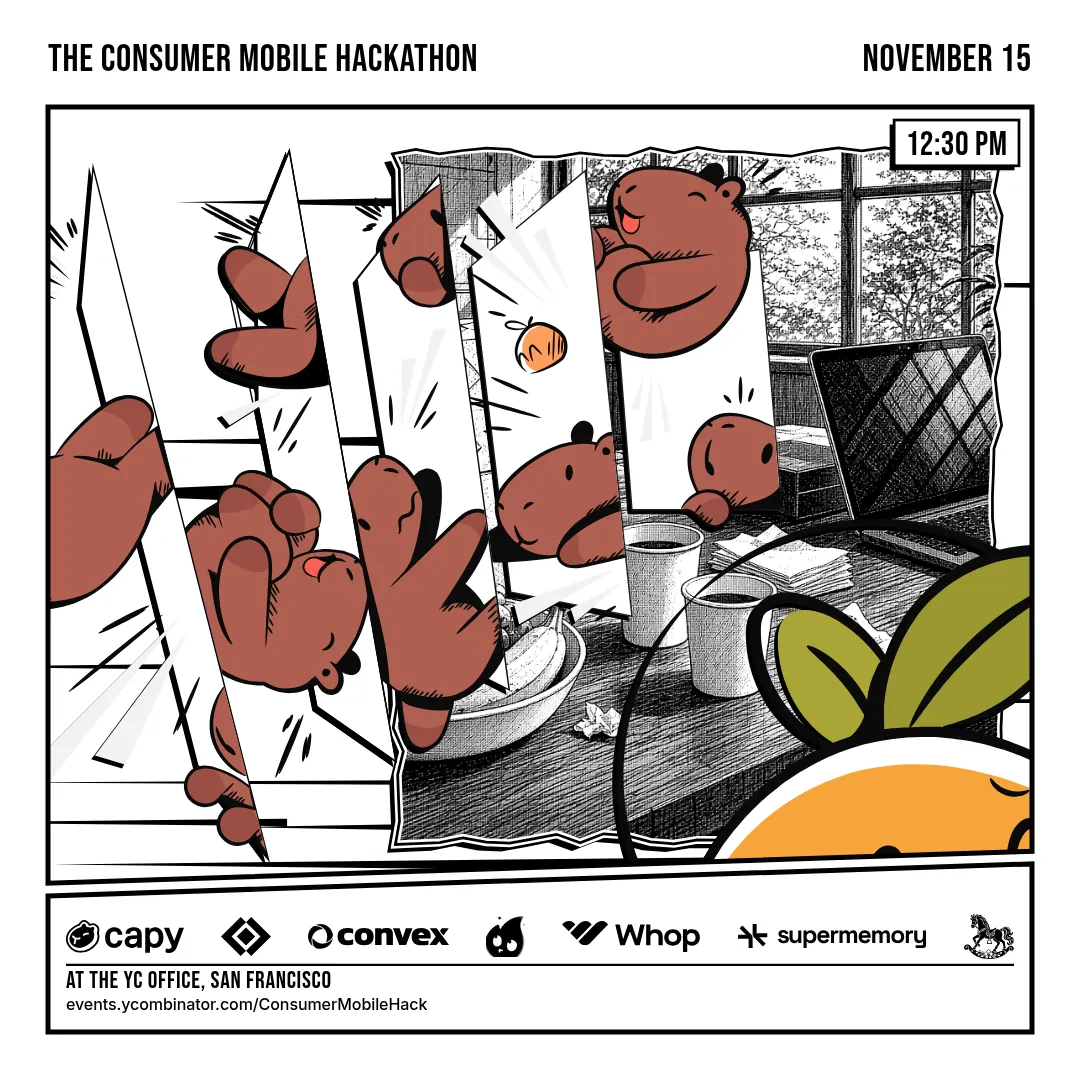 THE CONSUMER MOBILE HACKATHON
NOVEMBER 15
12:30 PM
capy
convex
Whop
supermemory
AT THE YC OFFICE, SAN FRANCISCO
events.ycombinator.com/ConsumerMobileHack